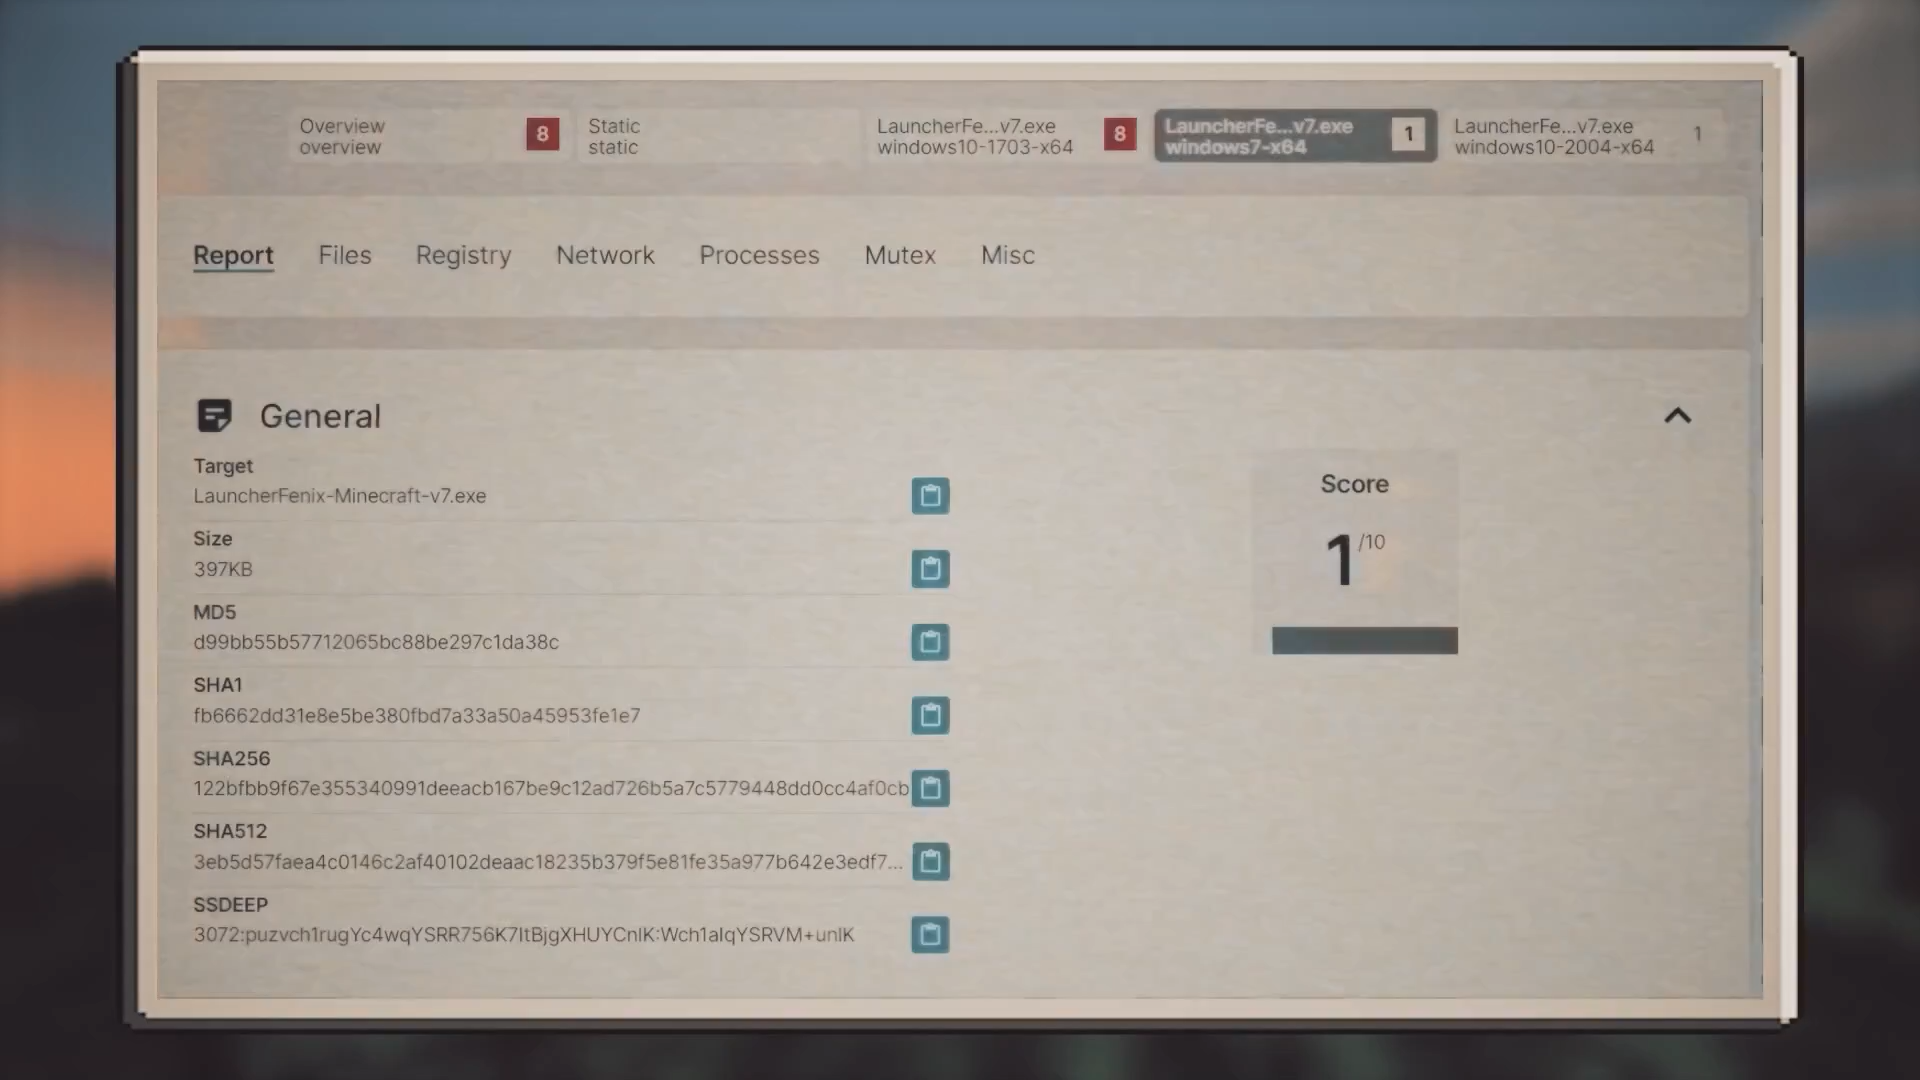 Overview
overview
8
Static
static
LauncherFe...v7.exe
windows10-1703-x64
8
LauncherFe...v7.exe
windows7-x64
1
LauncherFe...v7.exe
windows10-2004-x64
1
Report Files Registry Network Processes Mutex Misc
General
Target
LauncherFenix-Minecraft-v7.exe
Size
397KB
MD5
d99bb55b57712065bc88be297c1da38c
SHA1
fb6662dd31e8e5be380fbd7a33a50a45953fe1e7
SHA256
122bfbb9f67e355340991deeacb167be9c12ad726b5a7c5779448dd0cc4af0cb
SHA512
3eb5d57faea4c0146c2af40102deaac18235b379f5e81fe35a977b642e3edf7...
SSDEEP
3072:puzvch1rugYc4wqYSRR756K7ItBjgXHUYCnlK:Wch1aIqYSRVM+unlK
Score
1/10